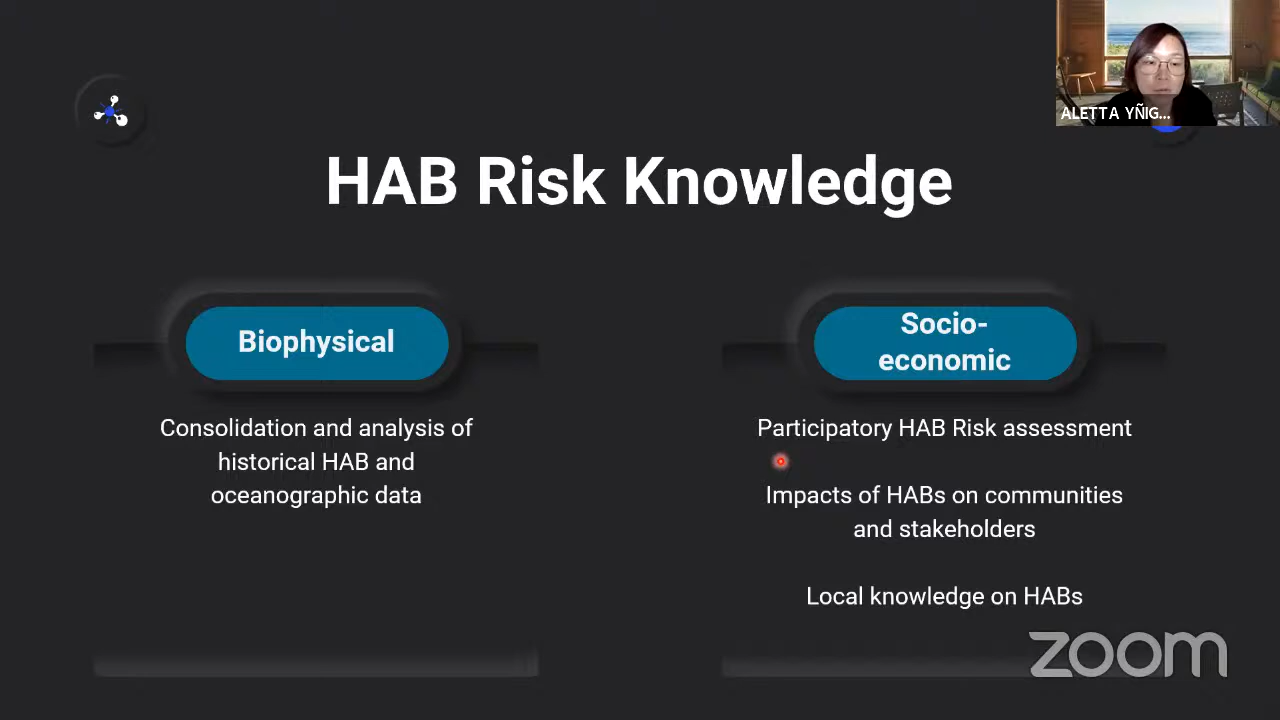 ALETTA YÑIG...
HAB Risk Knowledge
Biophysical
Consolidation and analysis of
historical HAB and
oceanographic data
Socio-
economic
Participatory HAB Risk assessment
Impacts of HABs on communities
and stakeholders
Local knowledge on HABs
zoom